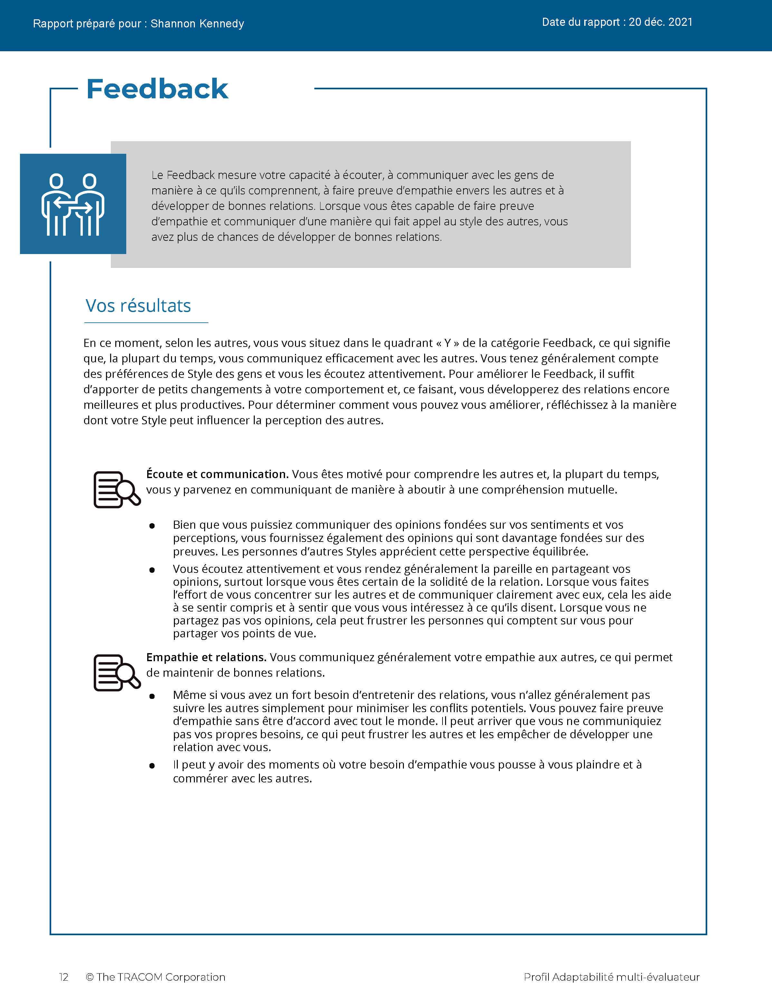 Rapport préparé pour : Shannon Kennedy
Date du rapport : 20 déc. 2021
Feedback
Le Feedback mesure votre capacité à écouter, à communiquer avec les gens de
manière à ce qu’ils comprennent, à faire preuve d’empathie envers les autres et à
développer de bonnes relations. Lorsque vous êtes capable de faire preuve
d’empathie et communiquer d’une manière qui fait appel au style des autres, vous
avez plus de chances de développer de bonnes relations.
Vos résultats
En ce moment, selon les autres, vous vous situez dans le quadrant « Y » de la catégorie Feedback, ce qui signifie
que, la plupart du temps, vous communiquez efficacement avec les autres. Vous tenez généralement compte
des préférences de Style des gens et vous les écoutez attentivement. Pour améliorer le Feedback, il suffit
d’apporter de petits changements à votre comportement et, ce faisant, vous développerez des relations encore
meilleures et plus productives. Pour déterminer comment vous pouvez vous améliorer, réfléchissez à la manière
dont votre Style peut influencer la perception des autres.
Écoute et communication. Vous êtes motivé pour comprendre les autres et, la plupart du temps,
vous y parvenez en communiquant de manière à aboutir à une compréhension mutuelle.
● Bien que vous puissiez communiquer des opinions fondées sur vos sentiments et vos
perceptions, vous fournissez également des opinions qui sont davantage fondées sur des
preuves. Les personnes d’autres Styles apprécient cette perspective équilibrée.
● Vous écoutez attentivement et vous rendez généralement la pareille en partageant vos
opinions, surtout lorsque vous êtes certain de la solidité de la relation. Lorsque vous faites
l’effort de vous concentrer sur les autres et de communiquer clairement avec eux, cela les aide
à se sentir compris et à sentir que vous vous intéressez à ce qu’ils disent. Lorsque vous ne
partagez pas vos opinions, cela peut frustrer les personnes qui comptent sur vous pour
partager vos points de vue.
Empathie et relations. Vous communiquez généralement votre empathie aux autres, ce qui permet
de maintenir de bonnes relations.
● Même si vous avez un fort besoin d’entretenir des relations, vous n’allez généralement pas
suivre les autres simplement pour minimiser les conflits potentiels. Vous pouvez faire preuve
d’empathie sans être d’accord avec tout le monde. Il peut arriver que vous ne communiquiez
pas vos propres besoins, ce qui peut frustrer les autres et les empêcher de développer une
relation avec vous.
● Il peut y avoir des moments où votre besoin d’empathie vous pousse à vous plaindre et à
commérer avec les autres.
12 © The TRACOM Corporation
Profil Adaptabilité multi-évaluateur